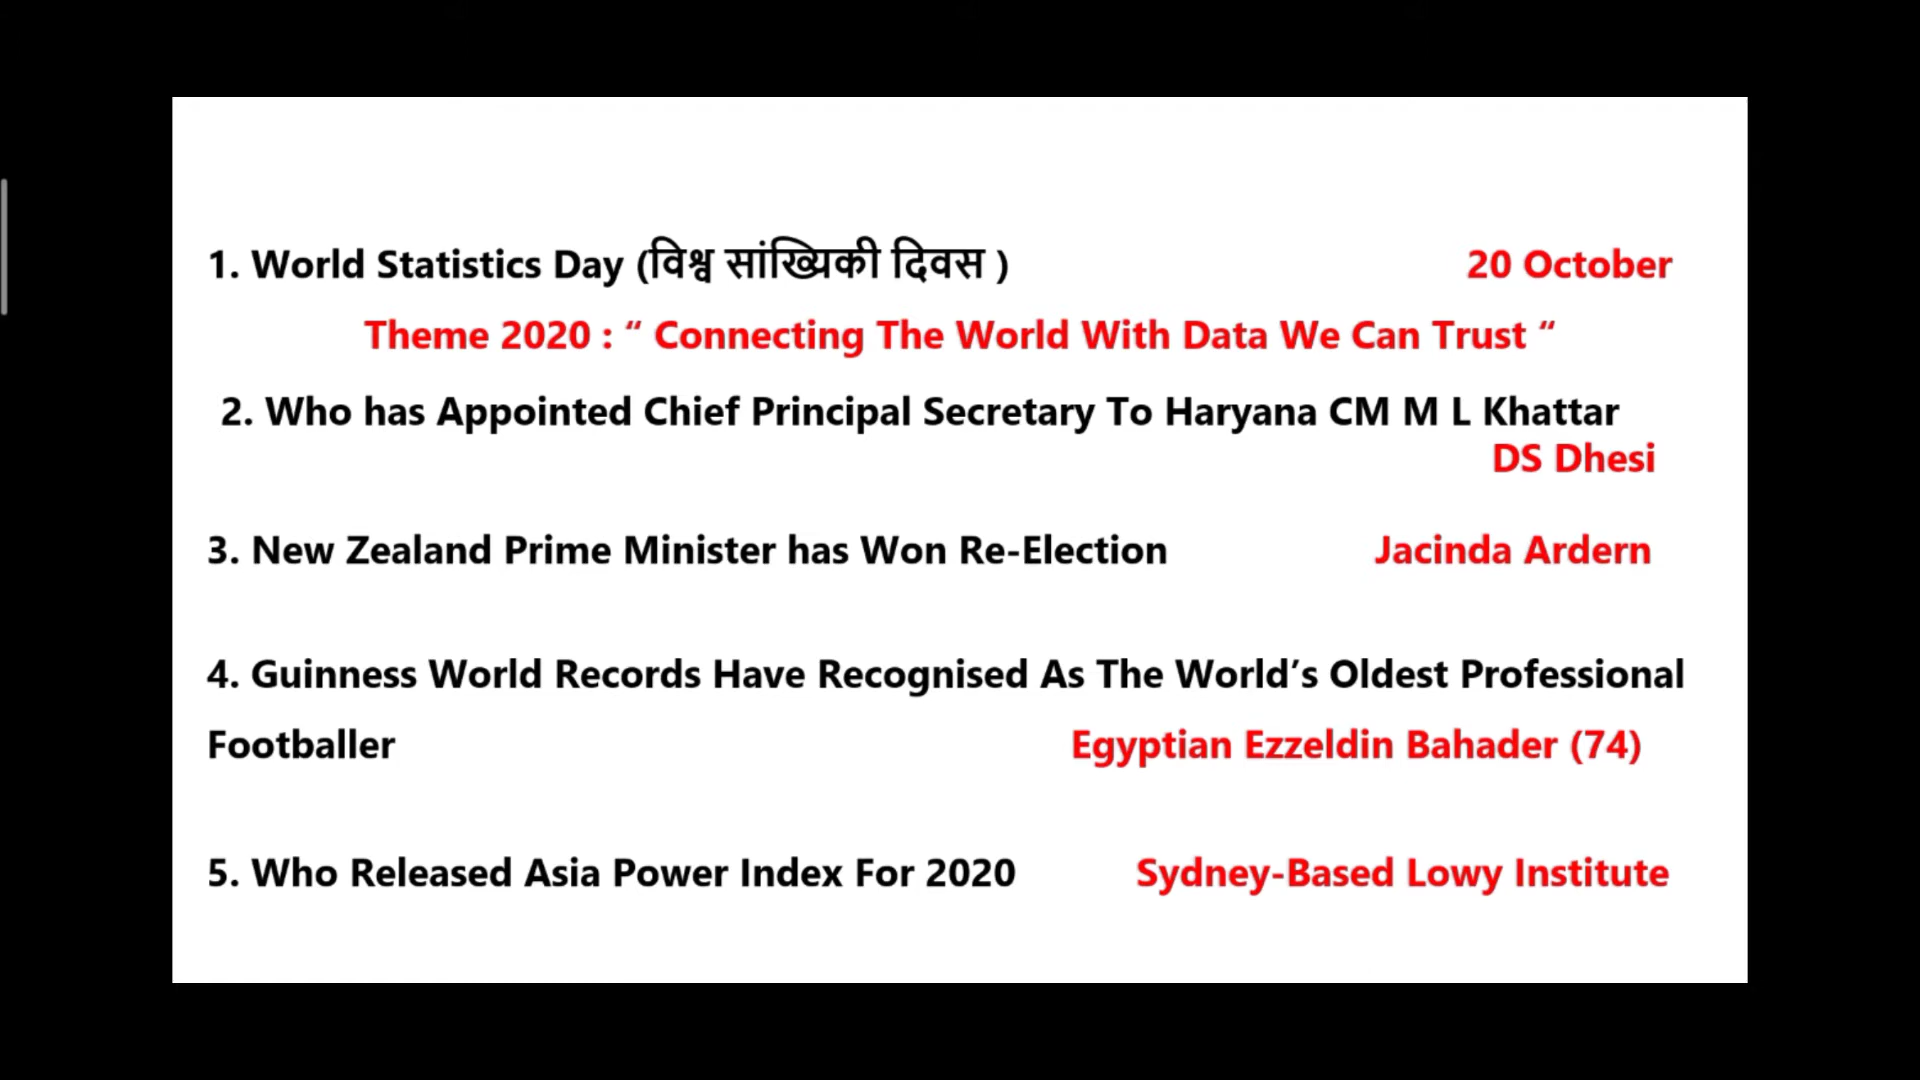 1. World Statistics Day (विश्व सांख्यिकी दिवस ) 20 October
Theme 2020 : “ Connecting The World With Data We Can Trust “
2. Who has Appointed Chief Principal Secretary To Haryana CM M L Khattar
DS Dhesi
3. New Zealand Prime Minister has Won Re-Election Jacinda Ardern
4. Guinness World Records Have Recognised As The World’s Oldest Professional
Footballer Egyptian Ezzeldin Bahader (74)
5. Who Released Asia Power Index For 2020 Sydney-Based Lowy Institute